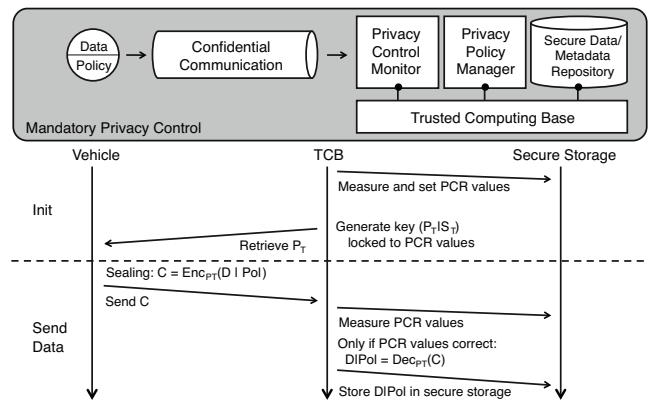 Data
Policy
Confidential
Communication
Privacy
Control
Monitor
Privacy
Policy
Manager
Secure Data/
Metadata
Repository
Trusted Computing Base
Mandatory Privacy Control
Vehicle
TCB
Secure Storage
Init
Measure and set PCR values
Generate key (P_T|S_T)
locked to PCR values
Retrieve P_T
Sealing: C = Enc_PT(D | Pol)
Send C
Send
Data
Measure PCR values
Only if PCR values correct:
D|Pol = Dec_PT(C)
Store D|Pol in secure storage